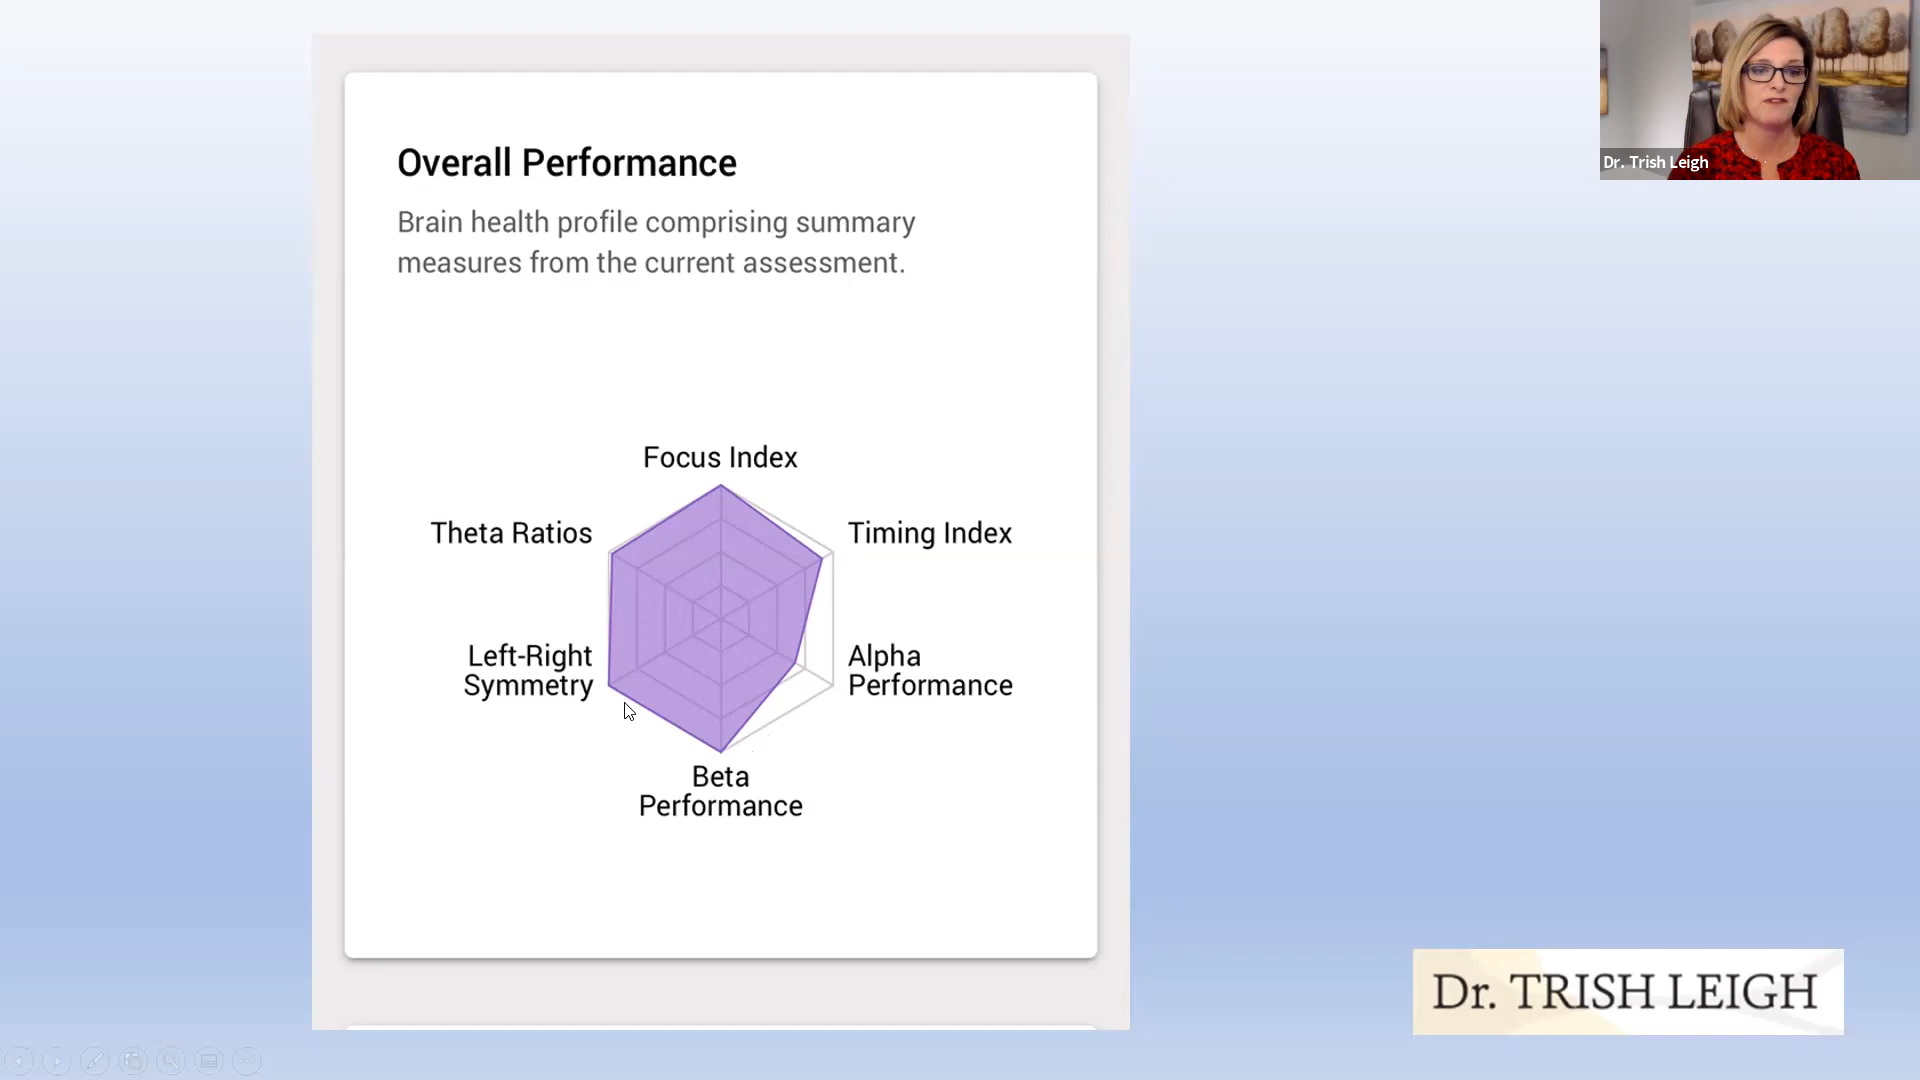 Overall Performance
Brain health profile comprising summary
measures from the current assessment.
Focus Index
Theta Ratios
Timing Index
Left-Right
Symmetry
Alpha
Performance
Beta
Performance
Dr. Trish Leigh
Dr. TRISH LEIGH